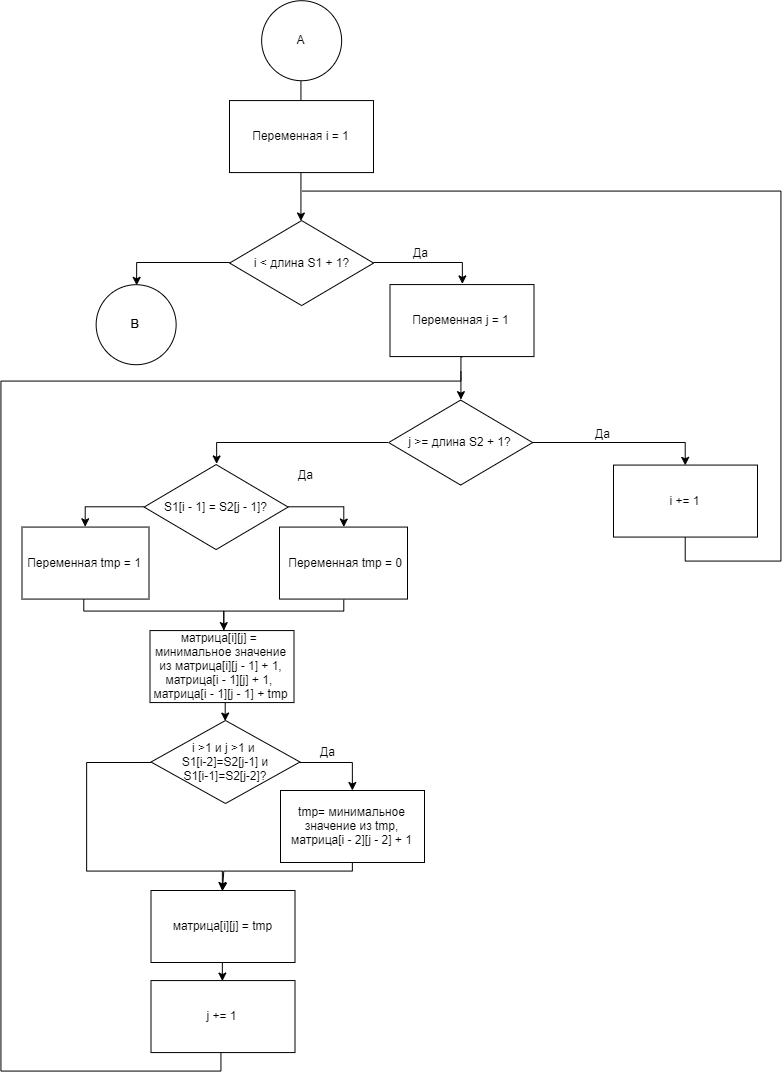 A
Переменная i = 1
i < длина S1 + 1?
Да
B
Переменная j = 1
j >= длина S2 + 1?
Да
Да
S1[i - 1] = S2[j - 1]?
i += 1
Переменная tmp = 1
Переменная tmp = 0
матрица[i][j] =
минимальное значение
из матрица[i][j - 1] + 1,
матрица[i - 1][j] + 1,
матрица[i - 1][j - 1] + tmp
i >1 и j >1 и
S1[i-2]=S2[j-1] и
S1[i-1]=S2[j-2]?
Да
tmp= минимальное
значение из tmp,
матрица[i - 2][j - 2] + 1
матрица[i][j] = tmp
j += 1